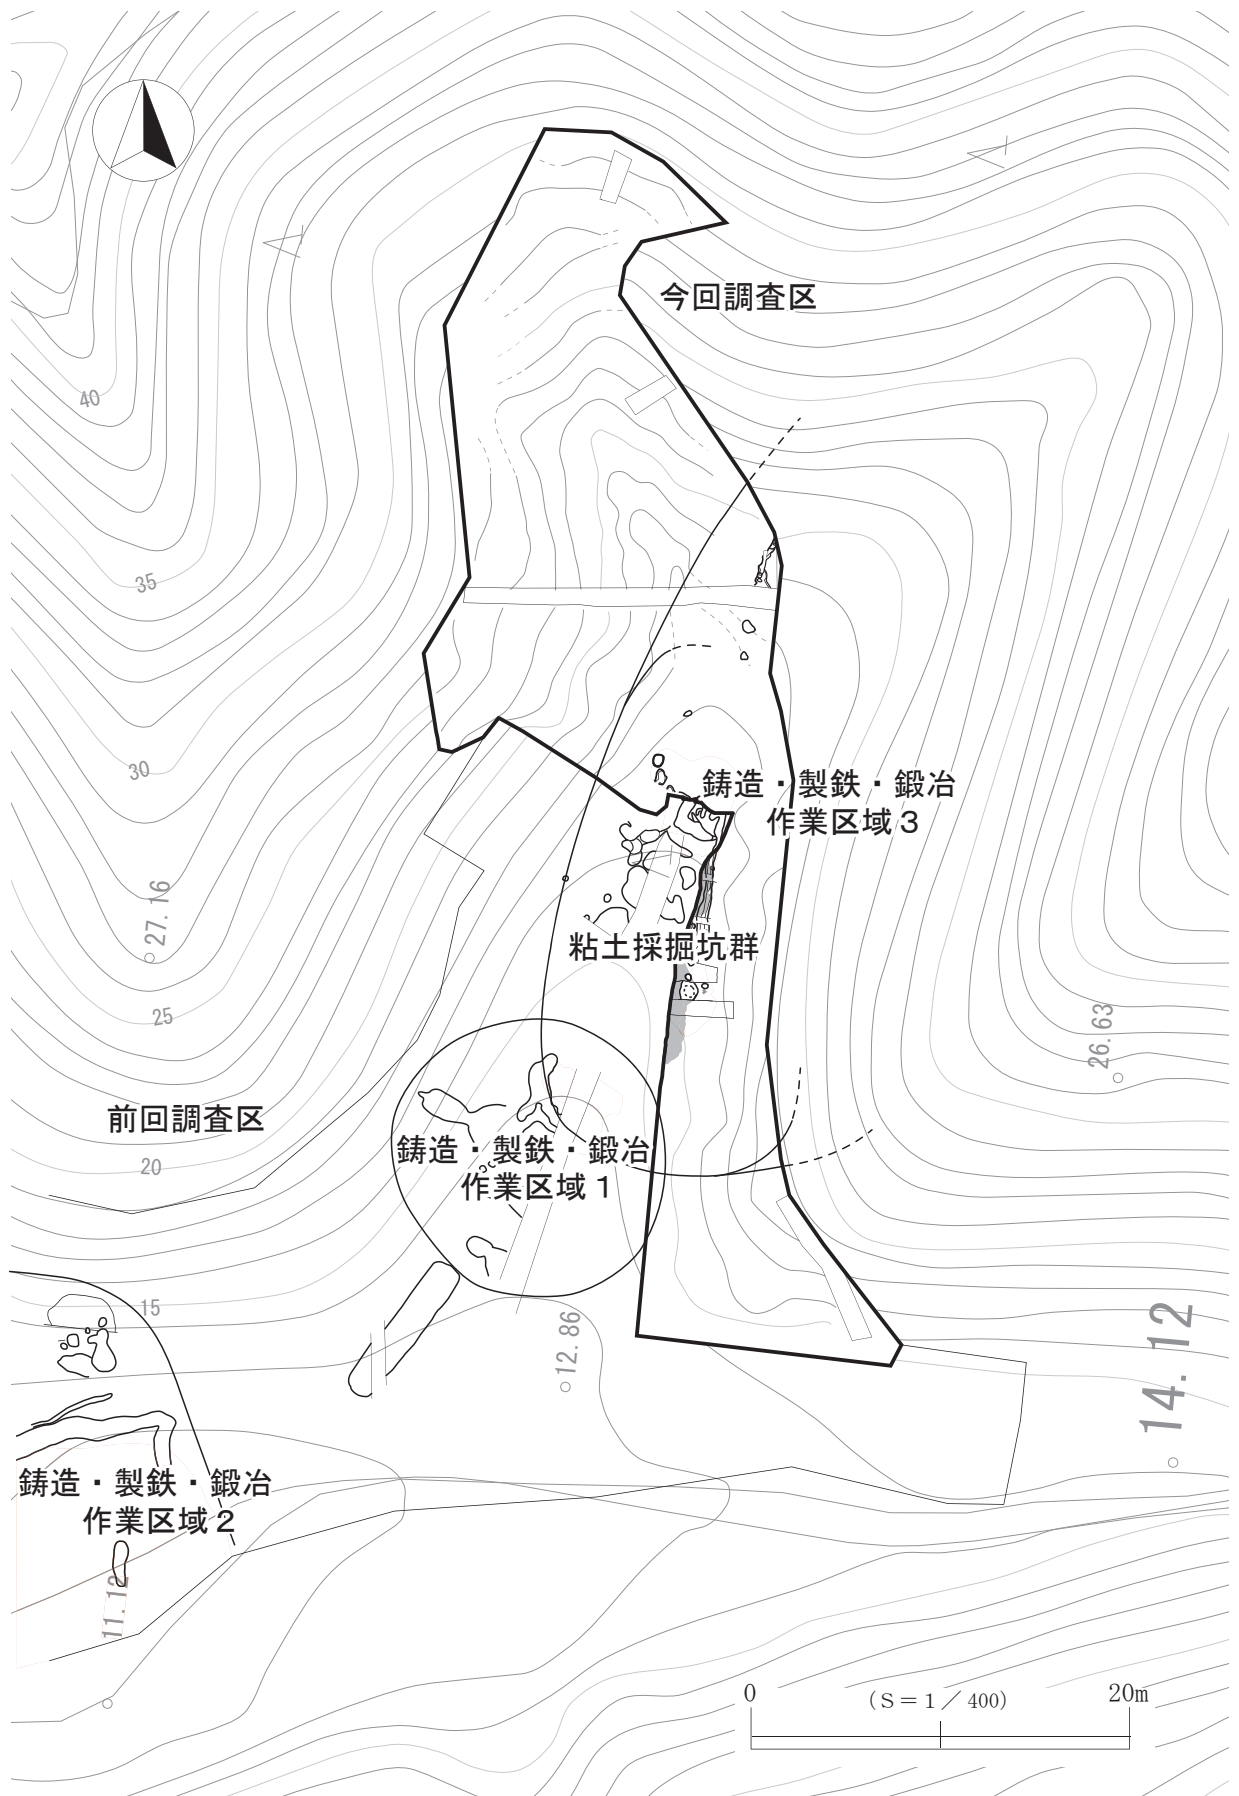 今回調査区
40
35
30
鋳造・製鉄・鍛冶
作業区域３
27.16
粘土採掘坑群
25
26.63
前回調査区
20
鋳造・製鉄・鍛冶
作業区域１
15
12.86
14.12
鋳造・製鉄・鍛冶
作業区域２
11.12
0
（Ｓ＝１／400）
20m